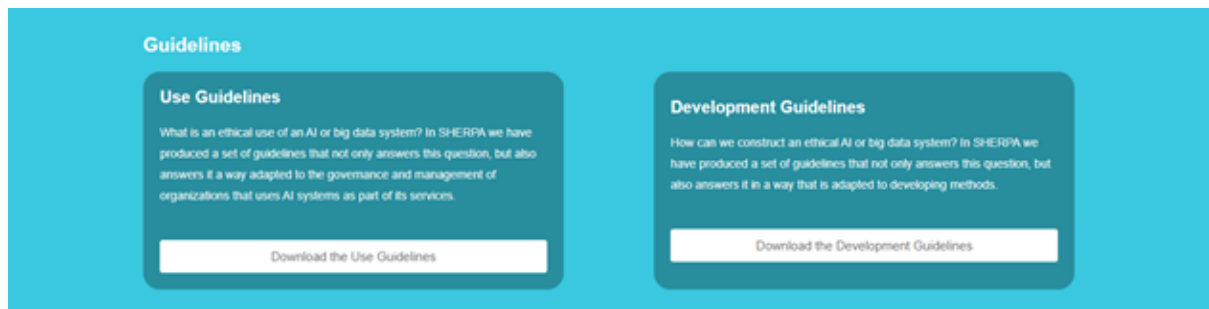 Guidelines
Use Guidelines
What is an ethical use of an AI or big data system? In SHERPA we have
produced a set of guidelines that not only answers this question, but also
answers it a way adapted to the governance and management of
organizations that uses AI systems as part of its services.
Download the Use Guidelines
Development Guidelines
How can we construct an ethical AI or big data system? In SHERPA we
have produced a set of guidelines that not only answers this question, but
also answers it in a way that is adapted to developing methods.
Download the Development Guidelines